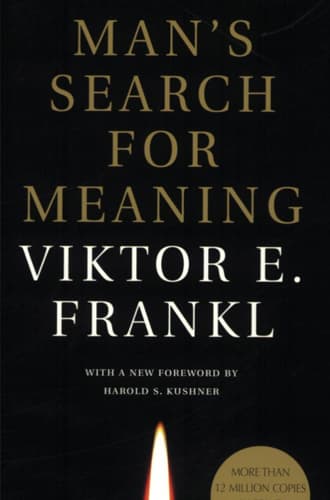 MAN'S
SEARCH
FOR
MEANING
VIKTOR E.
FRANKL
WITH A NEW FOREWORD BY
HAROLD S. KUSHNER
MORE THAN
12 MILLION COPIES